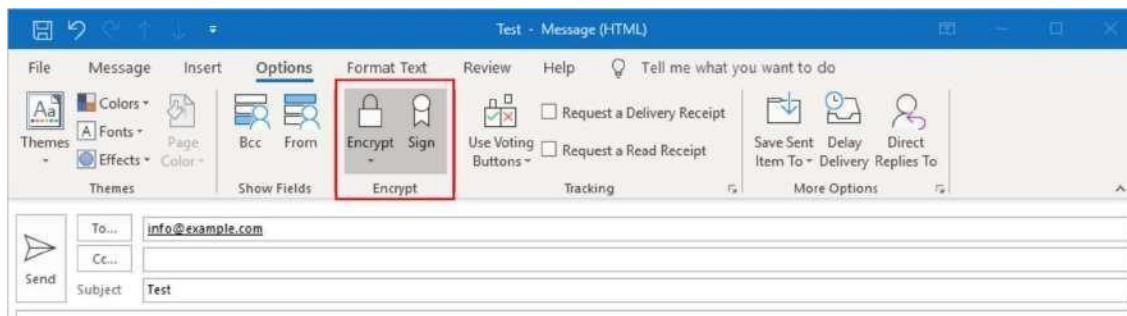 Test - Message (HTML)
File Message Insert Options Format Text Review Help Tell me what you want to do
Aa
Themes
Colors
A Fonts
Effects
Page
Color
Themes
Bcc From
Show Fields
Encrypt Sign
Encrypt
Use Voting
Buttons
Request a Delivery Receipt
Request a Read Receipt
Tracking
Save Sent
Item To
Delay
Delivery
Direct
Replies To
More Options
Send
To... info@example.com
Cc...
Subject Test